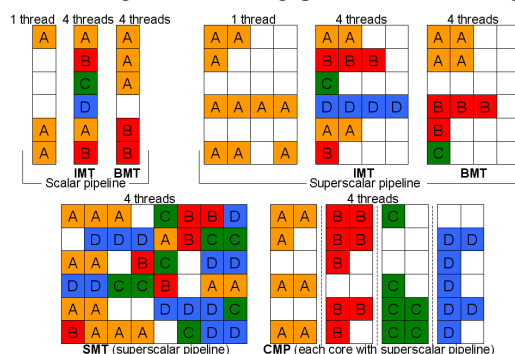 1 thread 4 threads 4 threads 1 thread 4 threads 4 threads
A A A A A A A A A
B A A B B B A A
C A C
D A A A A D D D D B B B
A A B A A B
A B B A A A B C
IMT BMT IMT BMT
Scalar pipeline Superscalar pipeline
4 threads 4 threads
A A A C B B D A A B B C
D D D A B C C A B B D D
A A B C D D B D
D D C C B A A A A C D
A A D D D C B B C C D D
B A A A C D D A A B C C
SMT (superscalar pipeline) CMP (each core with superscalar pipeline)